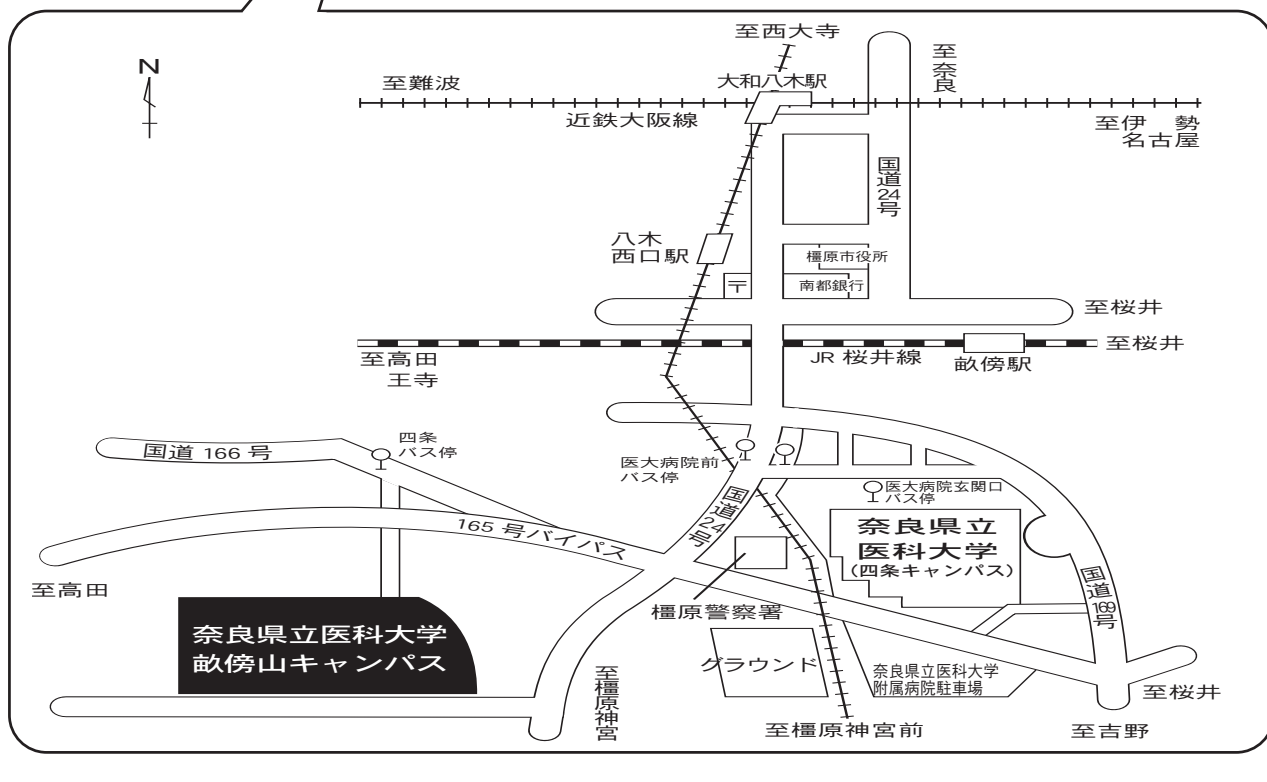 至西大寺
N
至難波
大和八木駅
至奈良
近鉄大阪線
至伊　勢
名古屋
国道24号
八木
西口駅
橿原市役所
〒
南都銀行
至桜井
至高田
王寺
JR 桜井線
畝傍駅
至桜井
国道 166 号
四条
バス停
医大病院前
バス停
医大病院玄関口
バス停
165 号バイパス
国道24号
奈良県立
医科大学
(四条キャンパス)
至高田
橿原警察署
国道169号
奈良県立医科大学
畝傍山キャンパス
グラウンド
奈良県立医科大学
附属病院駐車場
至橿原神宮
至桜井
至橿原神宮前
至吉野